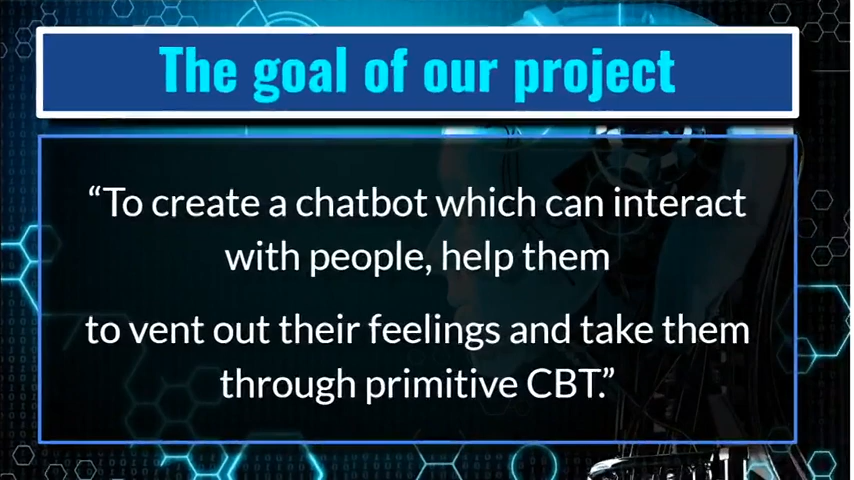 The goal of our project
“To create a chatbot which can interact
with people, help them
to vent out their feelings and take them
through primitive CBT.”